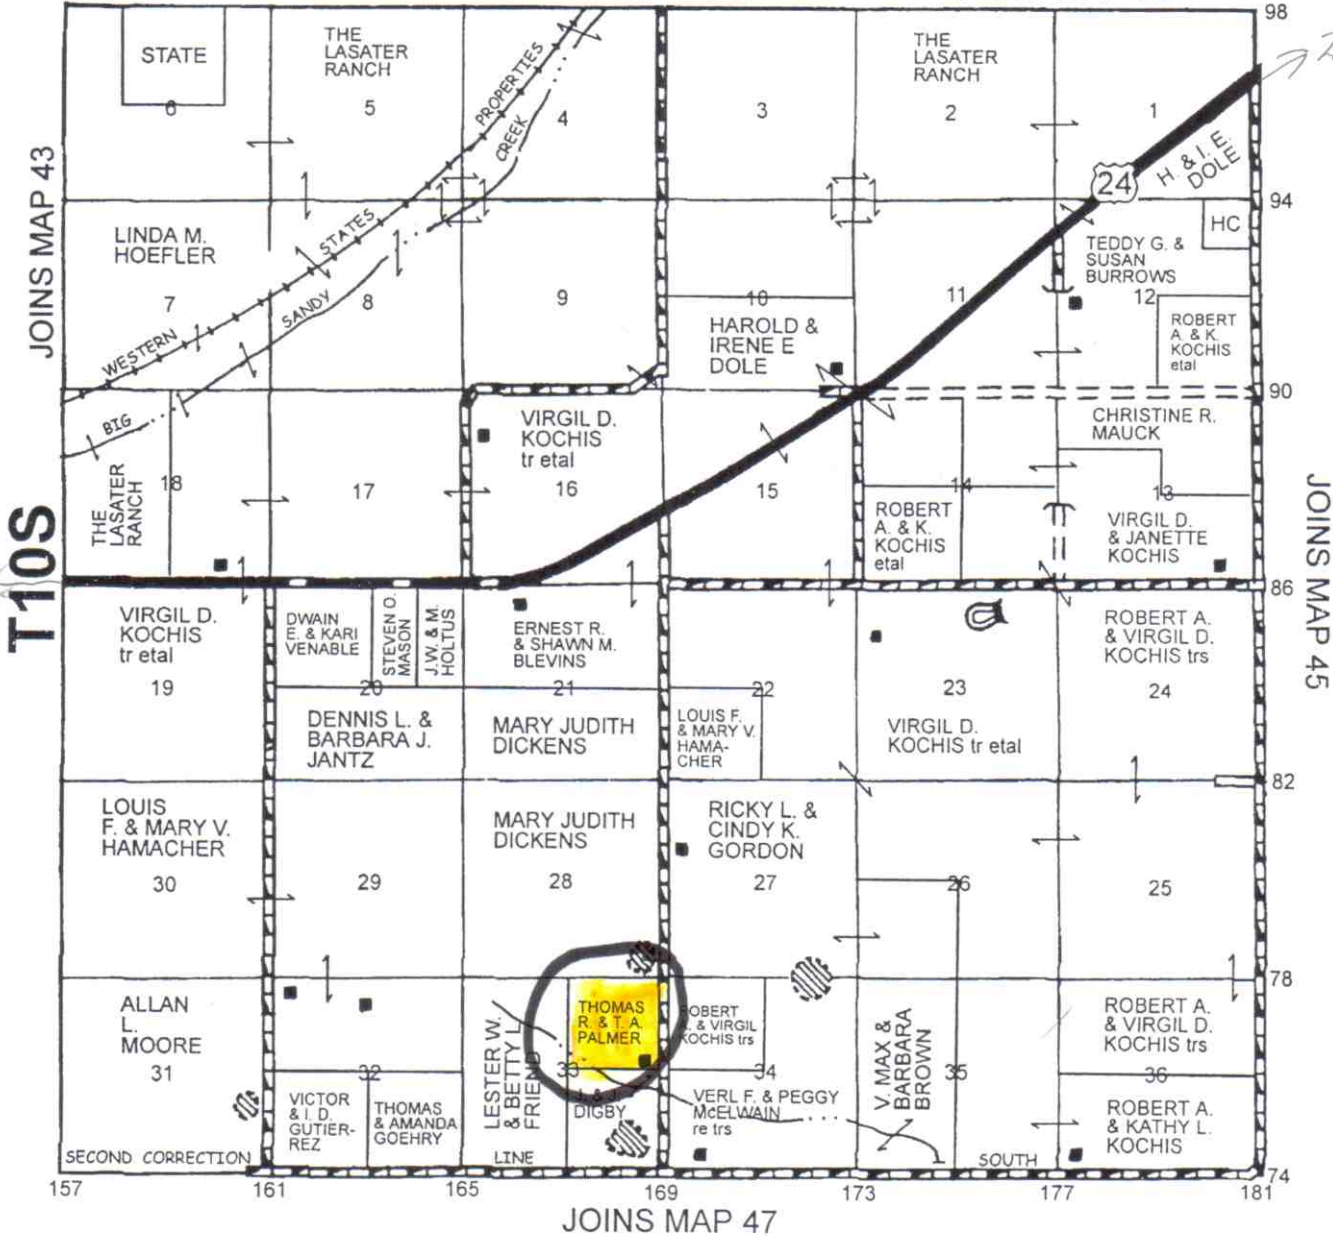 98
STATE
THE
LASATER
RANCH
PROPERTIES
CREEK
THE
LASATER
RANCH
6
5
4
3
2
1
JOINS MAP 43
24
H. & I. E.
DOLE
94
LINDA M.
HOEFLER
STATES
HC
TEDDY G. &
SUSAN
BURROWS
7
8
9
10
11
12
WESTERN
SANDY
HAROLD &
IRENE E
DOLE
ROBERT
A. & K.
KOCHIS
etal
90
BIG
VIRGIL D.
KOCHIS
tr etal
CHRISTINE R.
MAUCK
THE
LASATER
RANCH
18
17
16
15
14
13
ROBERT
A. & K.
KOCHIS
etal
VIRGIL D.
& JANETTE
KOCHIS
T10S
JOINS MAP 45
86
VIRGIL D.
KOCHIS
tr etal
DWAIN
E. & KARI
VENABLE
STEVEN O.
MASON
J.W. & M.
HOLTUS
ERNEST R.
& SHAWN M.
BLEVINS
ROBERT A.
& VIRGIL D.
KOCHIS trs
19
20
21
22
23
24
DENNIS L. &
BARBARA J.
JANTZ
MARY JUDITH
DICKENS
LOUIS F.
& MARY V.
HAMA-
CHER
VIRGIL D.
KOCHIS tr etal
82
LOUIS
F. & MARY V.
HAMACHER
MARY JUDITH
DICKENS
RICKY L. &
CINDY K.
GORDON
30
29
28
27
26
25
78
ALLAN
L.
MOORE
LESTER W.
& BETTY L.
FRIEND
THOMAS
R. & T. A.
PALMER
ROBERT
& VIRGIL
KOCHIS trs
V. MAX &
BARBARA
BROWN
ROBERT A.
& VIRGIL D.
KOCHIS trs
31
32
33
34
35
36
VICTOR
& I. D.
GUTIER-
REZ
THOMAS
& AMANDA
GOEHRY
J. & J.
DIGBY
VERL F. & PEGGY
McELWAIN
re trs
ROBERT A.
& KATHY L.
KOCHIS
SECOND CORRECTION LINE SOUTH
74
157 161 165 169 173 177 181
JOINS MAP 47